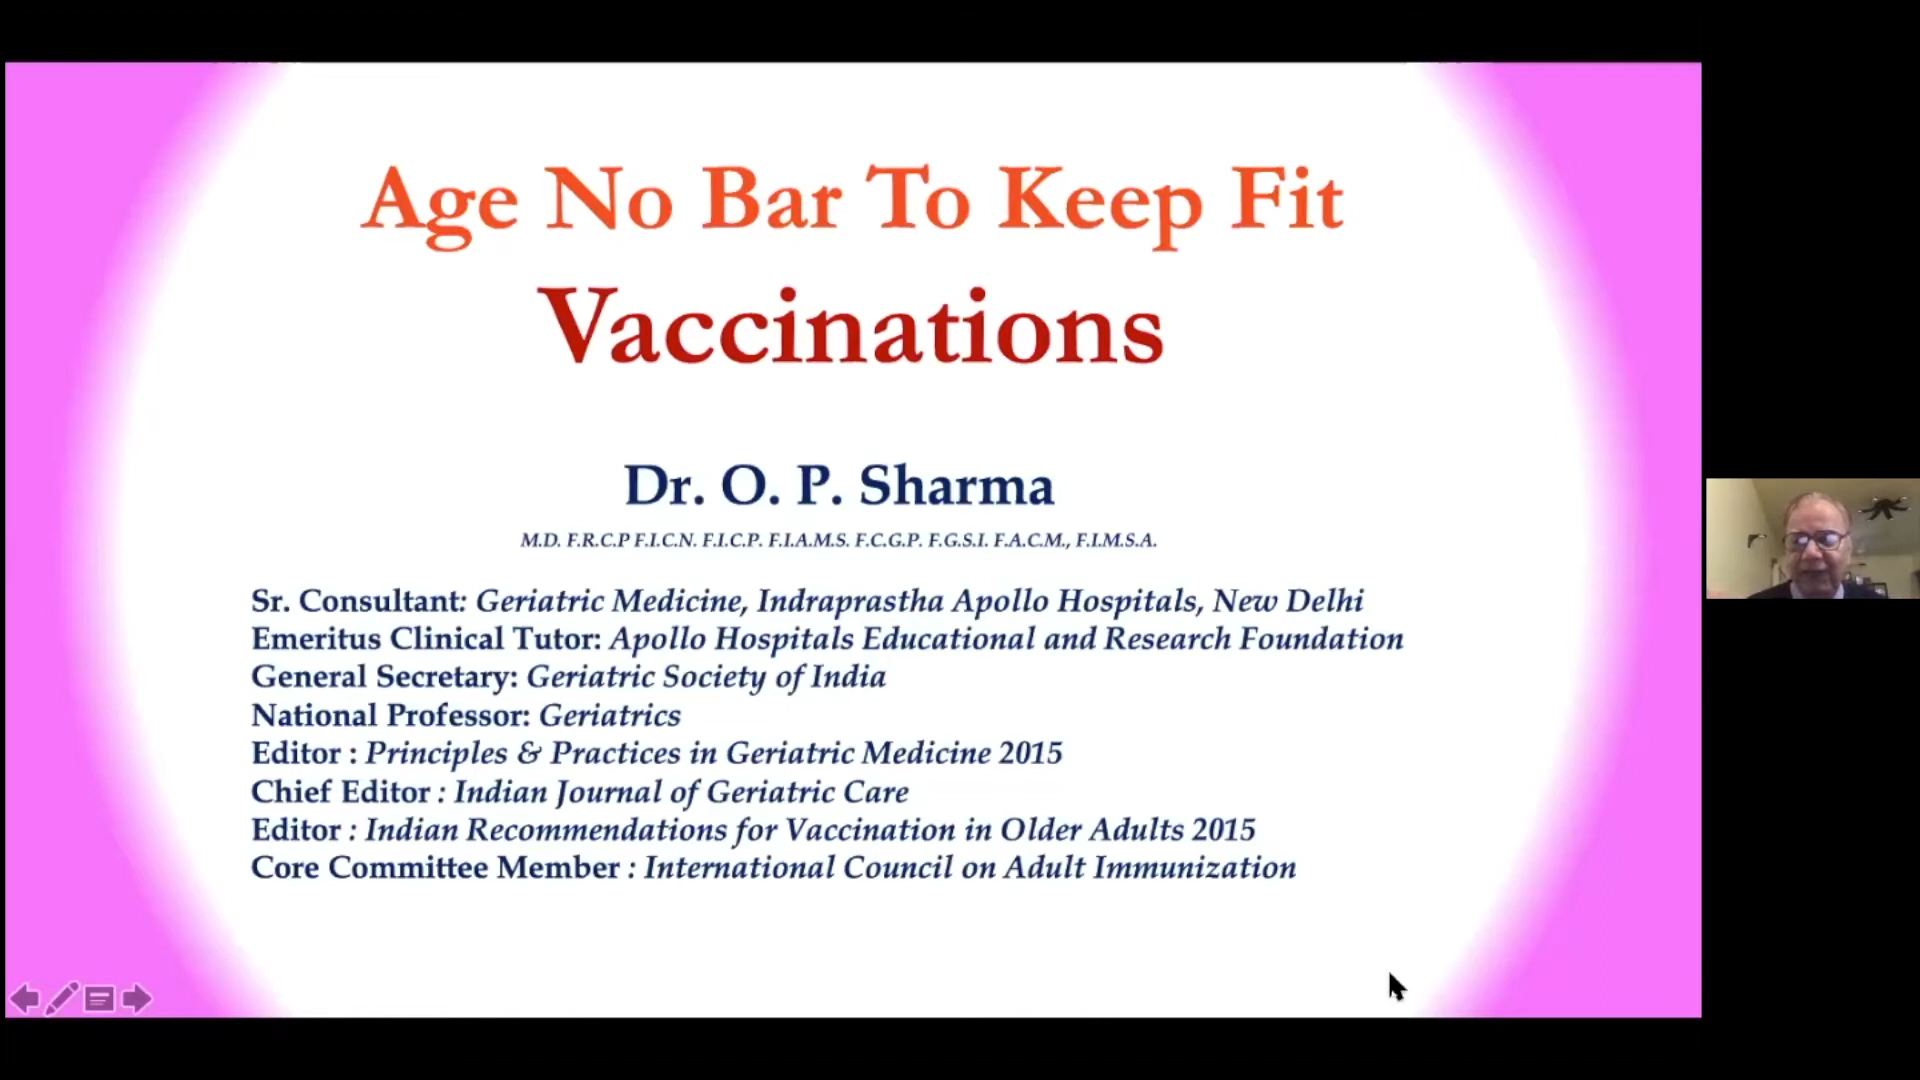 Age No Bar To Keep Fit
Vaccinations
Dr. O. P. Sharma
M.D. F.R.C.P F.I.C.N. F.I.C.P. F.I.A.M.S. F.C.G.P. F.G.S.I. F.A.C.M., F.I.M.S.A.
Sr. Consultant: Geriatric Medicine, Indraprastha Apollo Hospitals, New Delhi
Emeritus Clinical Tutor: Apollo Hospitals Educational and Research Foundation
General Secretary: Geriatric Society of India
National Professor: Geriatrics
Editor : Principles & Practices in Geriatric Medicine 2015
Chief Editor : Indian Journal of Geriatric Care
Editor : Indian Recommendations for Vaccination in Older Adults 2015
Core Committee Member : International Council on Adult Immunization